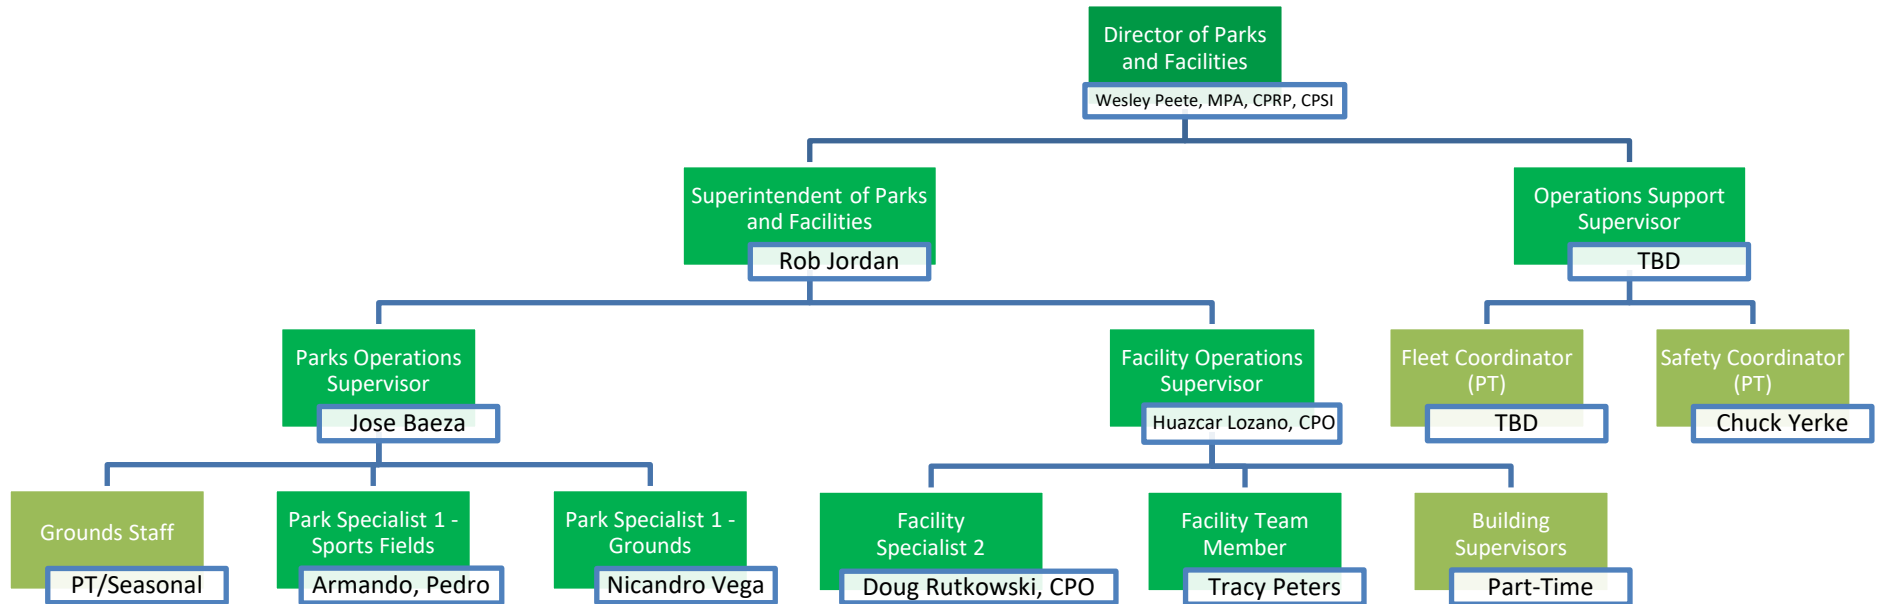 Director of Parks
and Facilities
Wesley Peete, MPA, CPRP, CPSI
Superintendent of Parks
and Facilities
Rob Jordan
Operations Support
Supervisor
TBD
Parks Operations
Supervisor
Jose Baeza
Facility Operations
Supervisor
Huazcar Lozano, CPO
Fleet Coordinator
(PT)
TBD
Safety Coordinator
(PT)
Chuck Yerke
Grounds Staff
PT/Seasonal
Park Specialist 1 -
Sports Fields
Armando, Pedro
Park Specialist 1 -
Grounds
Nicandro Vega
Facility
Specialist 2
Doug Rutkowski, CPO
Facility Team
Member
Tracy Peters
Building
Supervisors
Part-Time